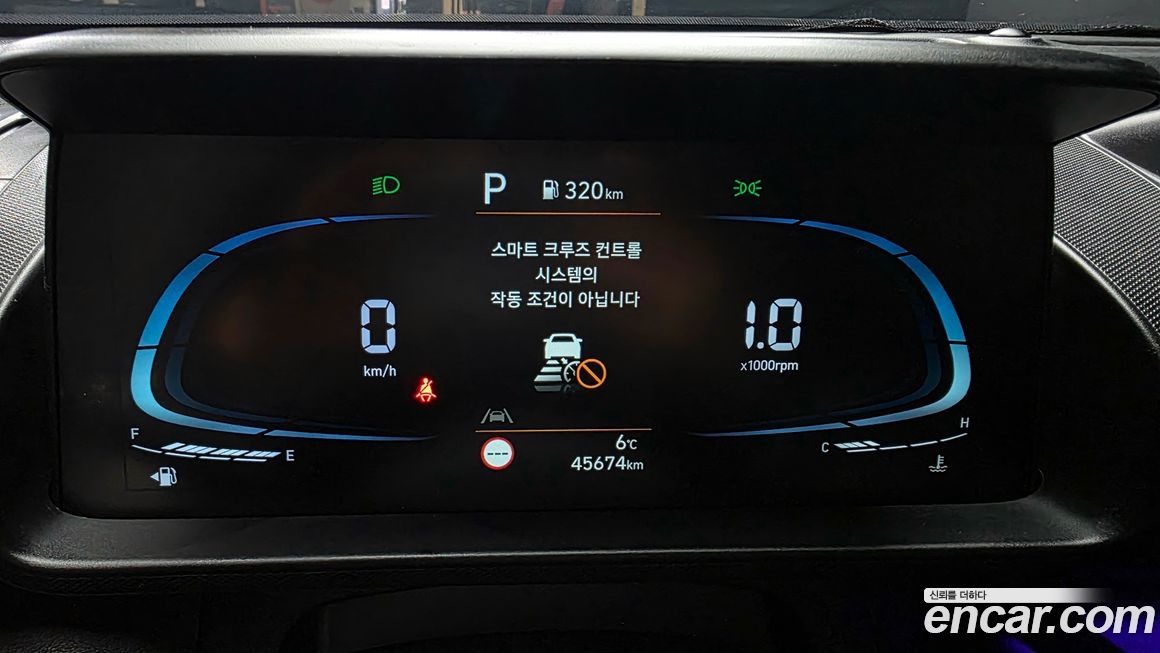 P 320km
스마트 크루즈 컨트롤
시스템의
작동 조건이 아닙니다
0
km/h
1.0
x1000rpm
F
E
---
6℃
45674km
C
H
신뢰를 더하다
encar.com